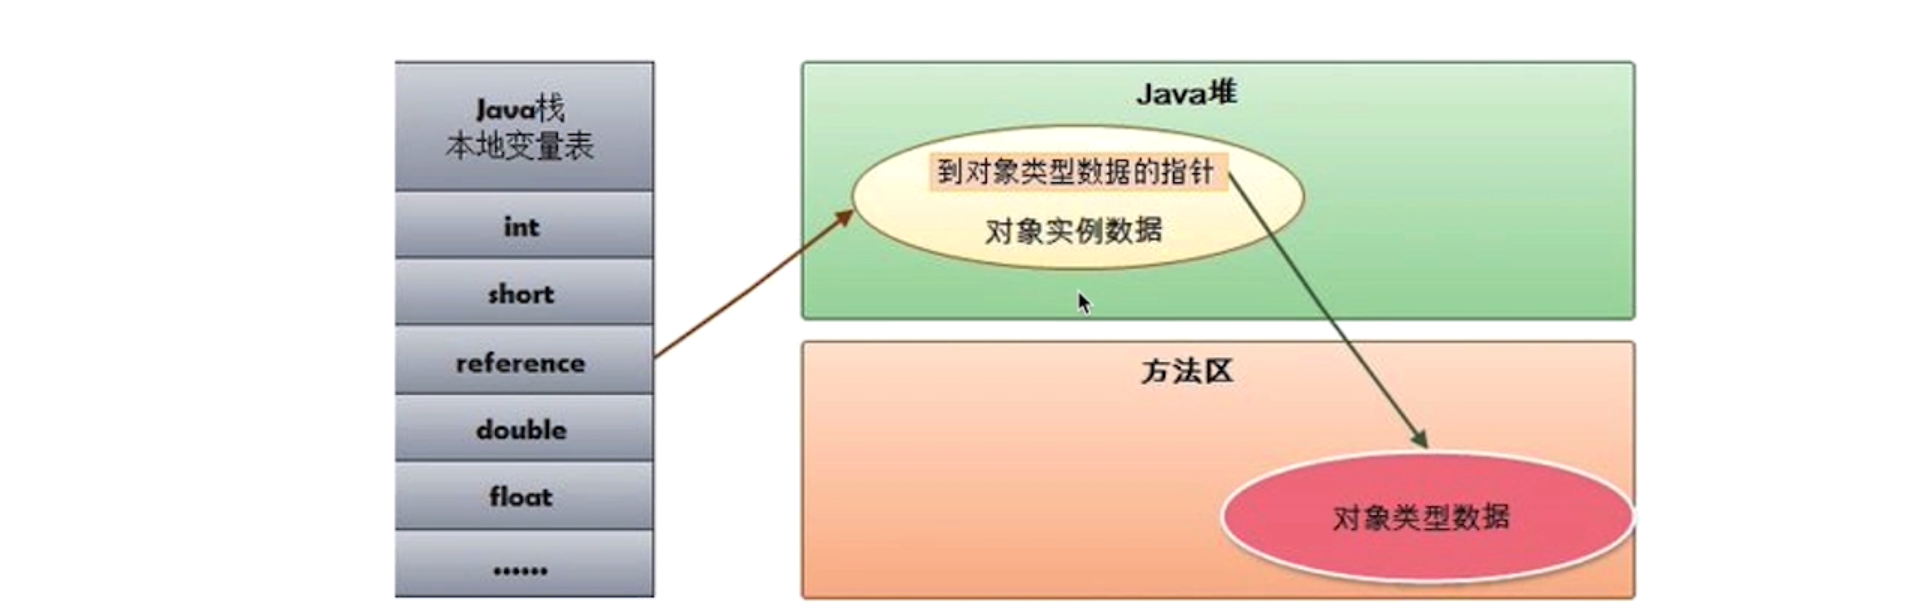 Java栈
本地变量表
int
short
reference
double
float
······
Java堆
到对象类型数据的指针
对象实例数据
方法区
对象类型数据